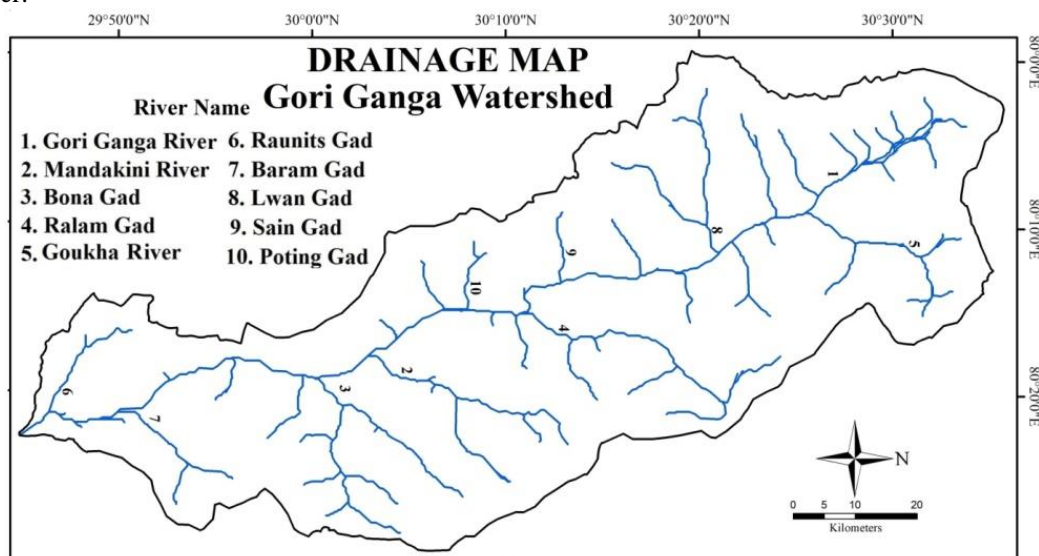 er.
29°50'0"N 30°0'0"N 30°10'0"N 30°20'0"N 30°30'0"N
DRAINAGE MAP
Gori Ganga Watershed
River Name
1. Gori Ganga River 6. Raunits Gad
2. Mandakini River 7. Baram Gad
3. Bona Gad 8. Lwan Gad
4. Ralam Gad 9. Sain Gad
5. Goukha River 10. Poting Gad
80°0'0"E
80°10'0"E
80°20'0"E
1
8
5
9
10
4
2
3
6
7
N
0 5 10 20
Kilometers